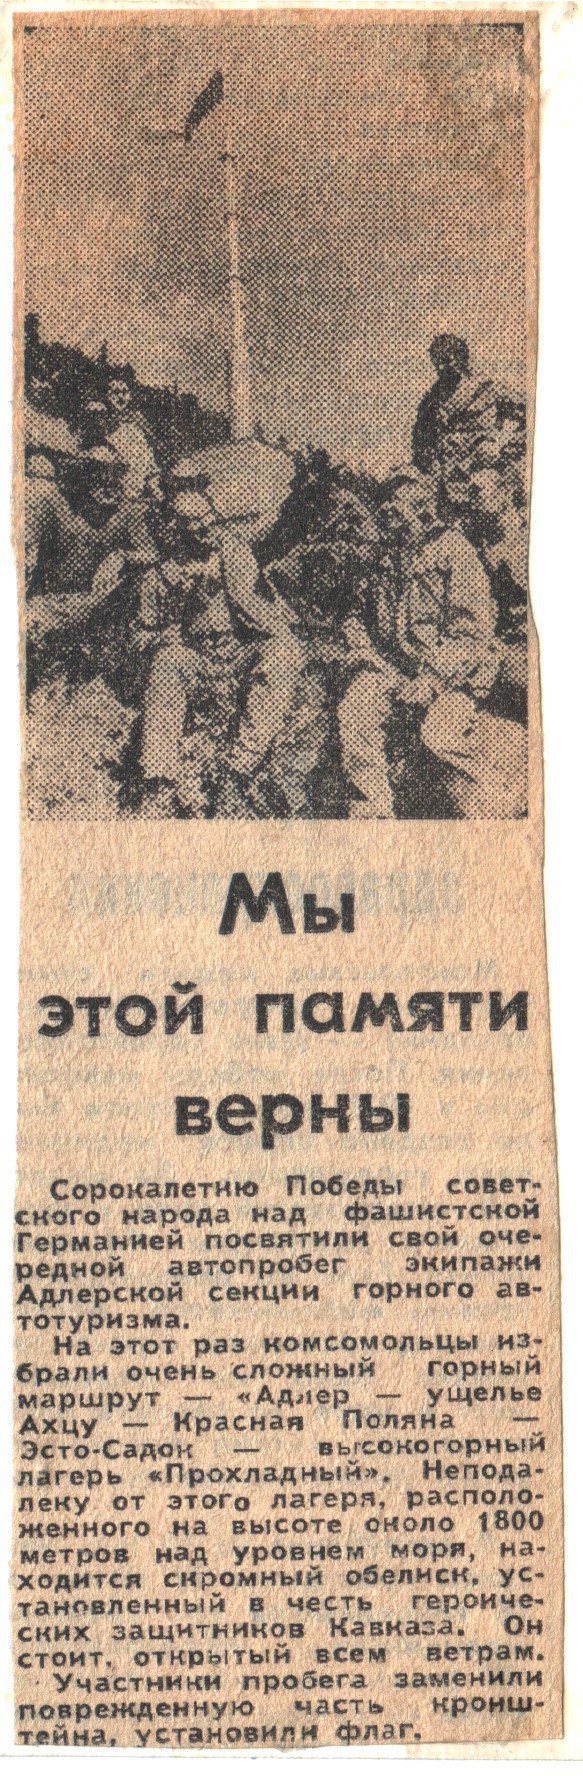 Мы
этой памяти
верны
Сорокалетию Победы совет-
ского народа над фашистской
Германией посвятили свой оче-
редной автопробег экипажи
Адлерской секции горного ав-
тотуризма.
На этот раз комсомольцы из-
брали очень сложный горный
маршрут — «Адлер — ущелье
Ахцу — Красная Поляна —
Эсто-Садок — высокогорный
лагерь «Прохладный». Непода-
леку от этого лагеря, располо-
женного на высоте около 1800
метров над уровнем моря, на-
ходится скромный обелиск, ус-
тановленный в честь героиче-
ских защитников Кавказа. Он
стоит, открытый всем ветрам.
Участники пробега заменили
поврежденную часть кронш-
тейна, установили флаг.